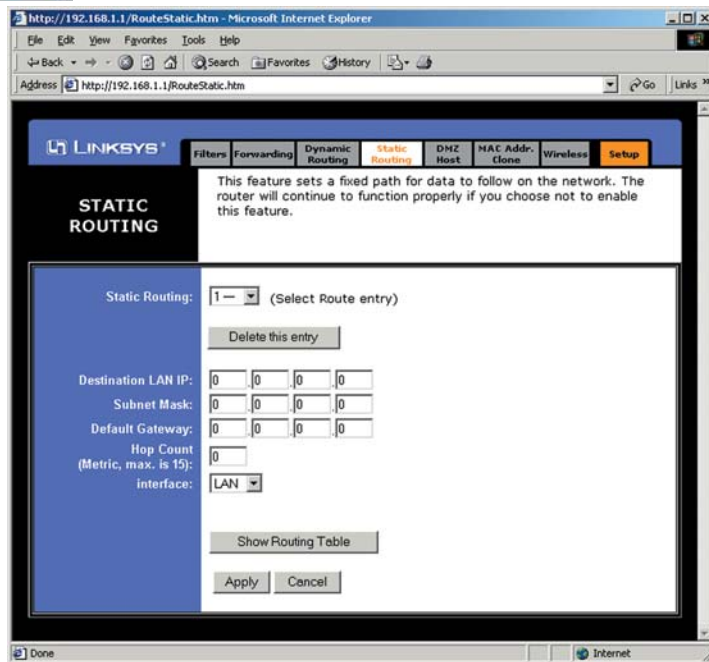 http://192.168.1.1/RouteStatic.htm - Microsoft Internet Explorer
File Edit View Favorites Tools Help
Back Search Favorites History
Address http://192.168.1.1/RouteStatic.htm Go Links »
LINKSYS®
Filters Forwarding Dynamic Routing Static Routing DMZ Host MAC Addr. Clone Wireless Setup
STATIC ROUTING
This feature sets a fixed path for data to follow on the network. The
router will continue to function properly if you choose not to enable
this feature.
Static Routing: 1 — (Select Route entry)
Delete this entry
Destination LAN IP: 0 . 0 . 0 . 0
Subnet Mask: 0 . 0 . 0 . 0
Default Gateway: 0 . 0 . 0 . 0
Hop Count
(Metric, max. is 15): 0
interface: LAN
Show Routing Table
Apply Cancel
Done Internet